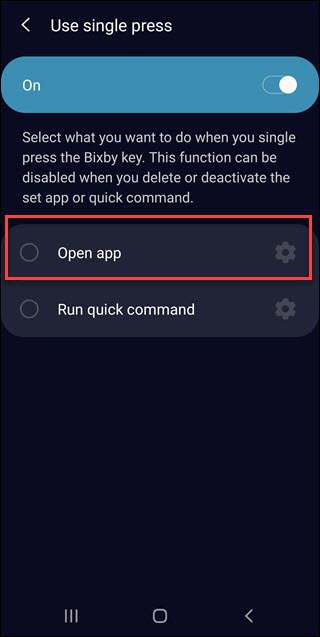 Use single press
On
Select what you want to do when you single
press the Bixby key. This function can be
disabled when you delete or deactivate the
set app or quick command.
Open app
Run quick command